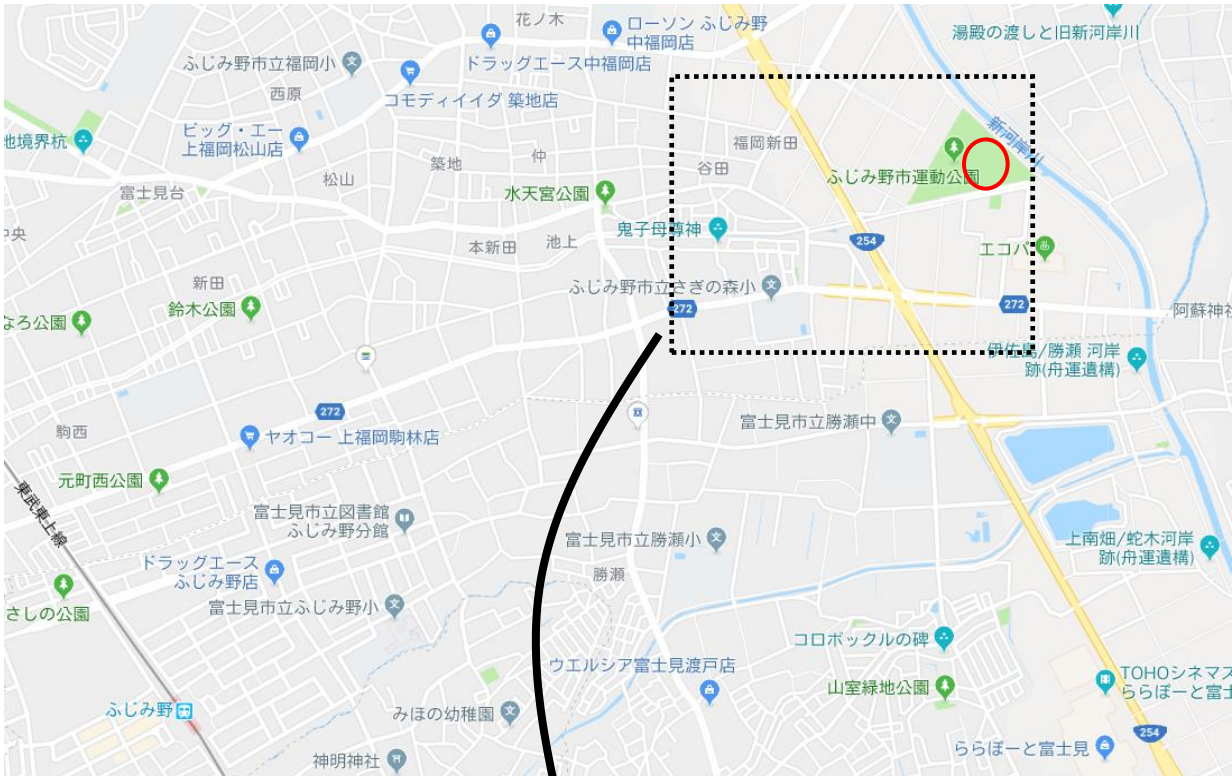 花ノ木
ローソン ふじみ野
中福岡店
湯殿の渡しと旧新河岸川
ふじみ野市立福岡小
ドラッグエース中福岡店
西原
コモディイイダ 築地店
ビッグ・エー
上福岡松山店
地境界杭
福岡新田
新河岸川
築地
仲
谷田
松山
富士見台
水天宮公園
ふじみ野市運動公園
鬼子母尊神
中央
本新田
池上
254
エコパ
新田
ふじみ野市立さぎの森小
鈴木公園
272
272
阿蘇神社
なろ公園
伊佐島/勝瀬 河岸
跡(舟運遺構)
272
駒西
ヤオコー 上福岡駒林店
富士見市立勝瀬中
元町西公園
東武東上線
富士見市立図書館
ふじみ野分館
富士見市立勝瀬小
上南畑/蛇木河岸
跡(舟運遺構)
ドラッグエース
ふじみ野店
勝瀬
さしの公園
富士見市立ふじみ野小
コロボックルの碑
ウエルシア富士見渡戸店
TOHOシネマズ
ららぽーと富士
山室緑地公園
ふじみ野
みほの幼稚園
254
ららぽーと富士見
神明神社